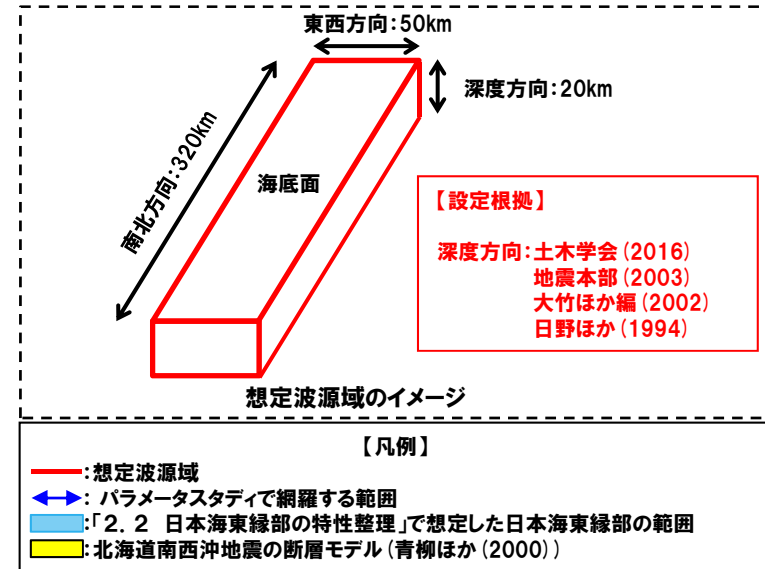 東西方向：50km
深度方向：20km
南北方向：320km
海底面
【設定根拠】
深度方向：土木学会（2016）
地震本部（2003）
大竹ほか編（2002）
日野ほか（1994）
想定波源域のイメージ
【凡例】
：想定波源域
：パラメータスタディで網羅する範囲
：「２．２　日本海東縁部の特性整理」で想定した日本海東縁部の範囲
：北海道南西沖地震の断層モデル（青柳ほか（2000））